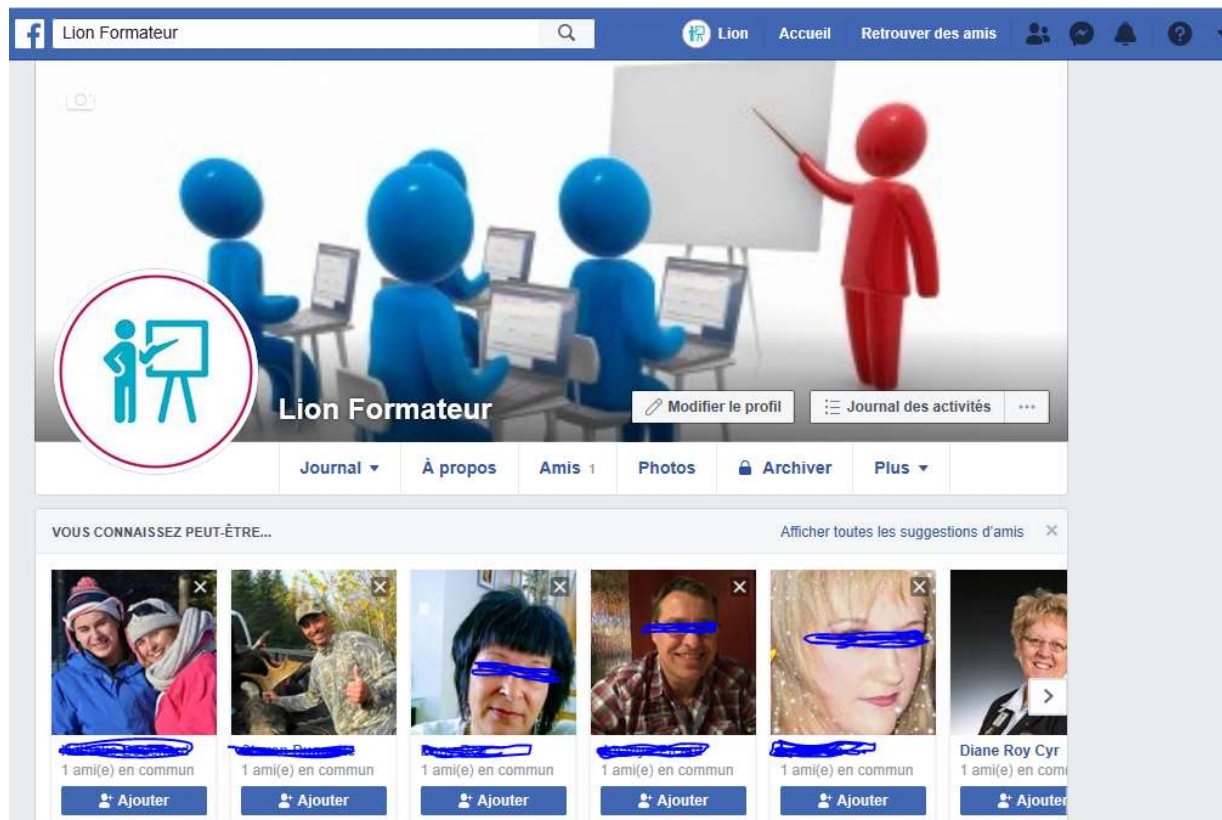 f Lion Formateur Lion Accueil Retrouver des amis ?
Lion Formateur Modifier le profil Journal des activités ...
Journal À propos Amis 1 Photos Archiver Plus
VOUS CONNAISSEZ PEUT-ÊTRE... Afficher toutes les suggestions d'amis
Diane Roy Cyr
1 ami(e) en commun 1 ami(e) en commun 1 ami(e) en commun 1 ami(e) en commun 1 ami(e) en commun 1 ami(e) en
Ajouter Ajouter Ajouter Ajouter Ajouter Ajouter